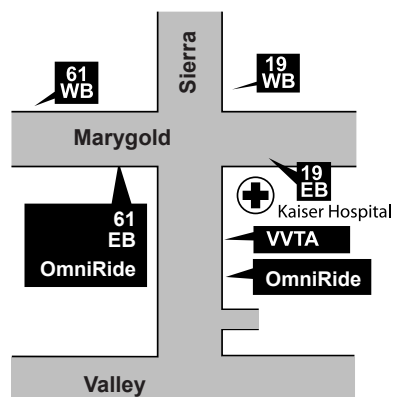 Sierra
61
WB
19
WB
Marygold
19
EB
Kaiser Hospital
61
EB
OmniRide
VVTA
OmniRide
Valley